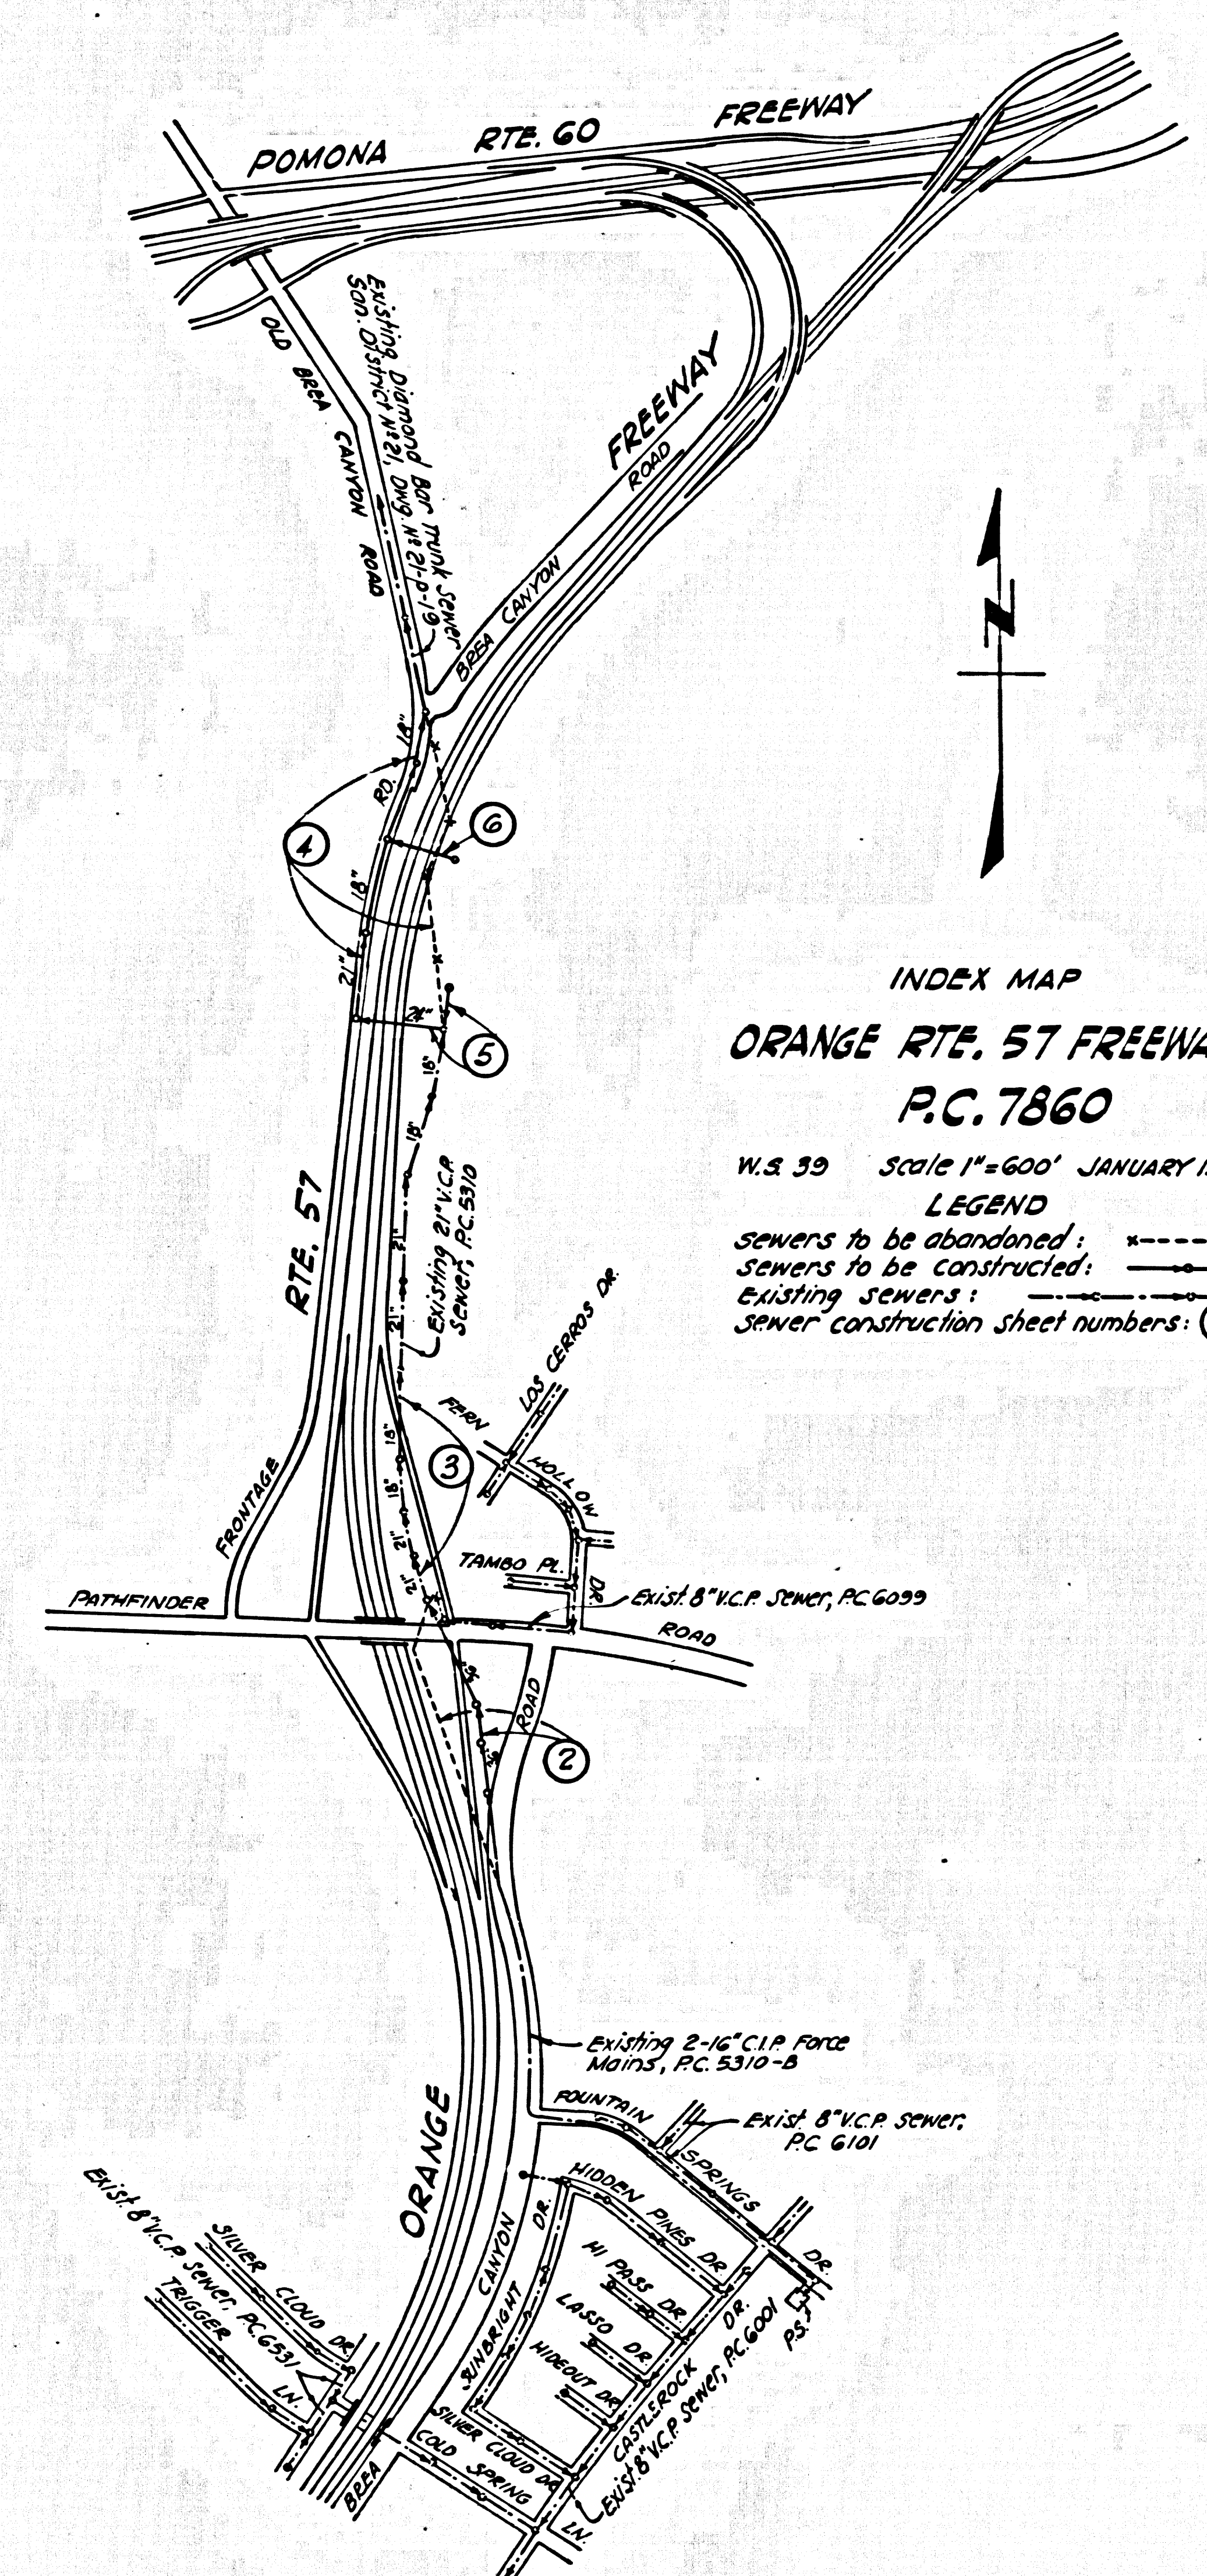 POMONA RTE. 60 FREEWAY
Existing Diamond Bar Trunk Sewer
San. District Nº 21, Dwg. Nº 21-D-19
OLD BREA CANYON ROAD
FREEWAY
BREA CANYON ROAD
N
18"
RD.
4
6
18"
21"
24"
5
18"
18"
INDEX MAP
ORANGE RTE. 57 FREEWA
P.C. 7860
W.S. 39 Scale 1"=600' JANUARY 1
LEGEND
Sewers to be abandoned:
Sewers to be constructed:
Existing sewers:
Sewer construction sheet numbers:
RTE. 57
Existing 21" V.C.P.
Sewer, P.C. 5310
21"
21"
LOS CERROS DR.
FERN HOLLOW DR.
18"
3
18"
21"
21"
FRONTAGE
TAMBO PL.
Exist. 8" V.C.P. Sewer, P.C. 6099
PATHFINDER ROAD
ROAD
2
Existing 2-16" C.I.P. Force
Mains, P.C. 5310-B
ORANGE
FOUNTAIN SPRINGS DR.
Exist. 8" V.C.P. Sewer,
P.C. 6101
HIDDEN PINES DR.
Exist. 8" V.C.P. Sewer, P.C. 6531
SILVER CLOUD DR.
TRIGGER LN.
BREA CANYON
SUNBRIGHT DR.
HI PASS DR.
LASSO DR.
HIDEOUT DR.
CASTLEROCK DR.
P.S.
Exist. 8" V.C.P. Sewer, P.C. 6001
SILVER CLOUD DR.
COLD SPRING LN.